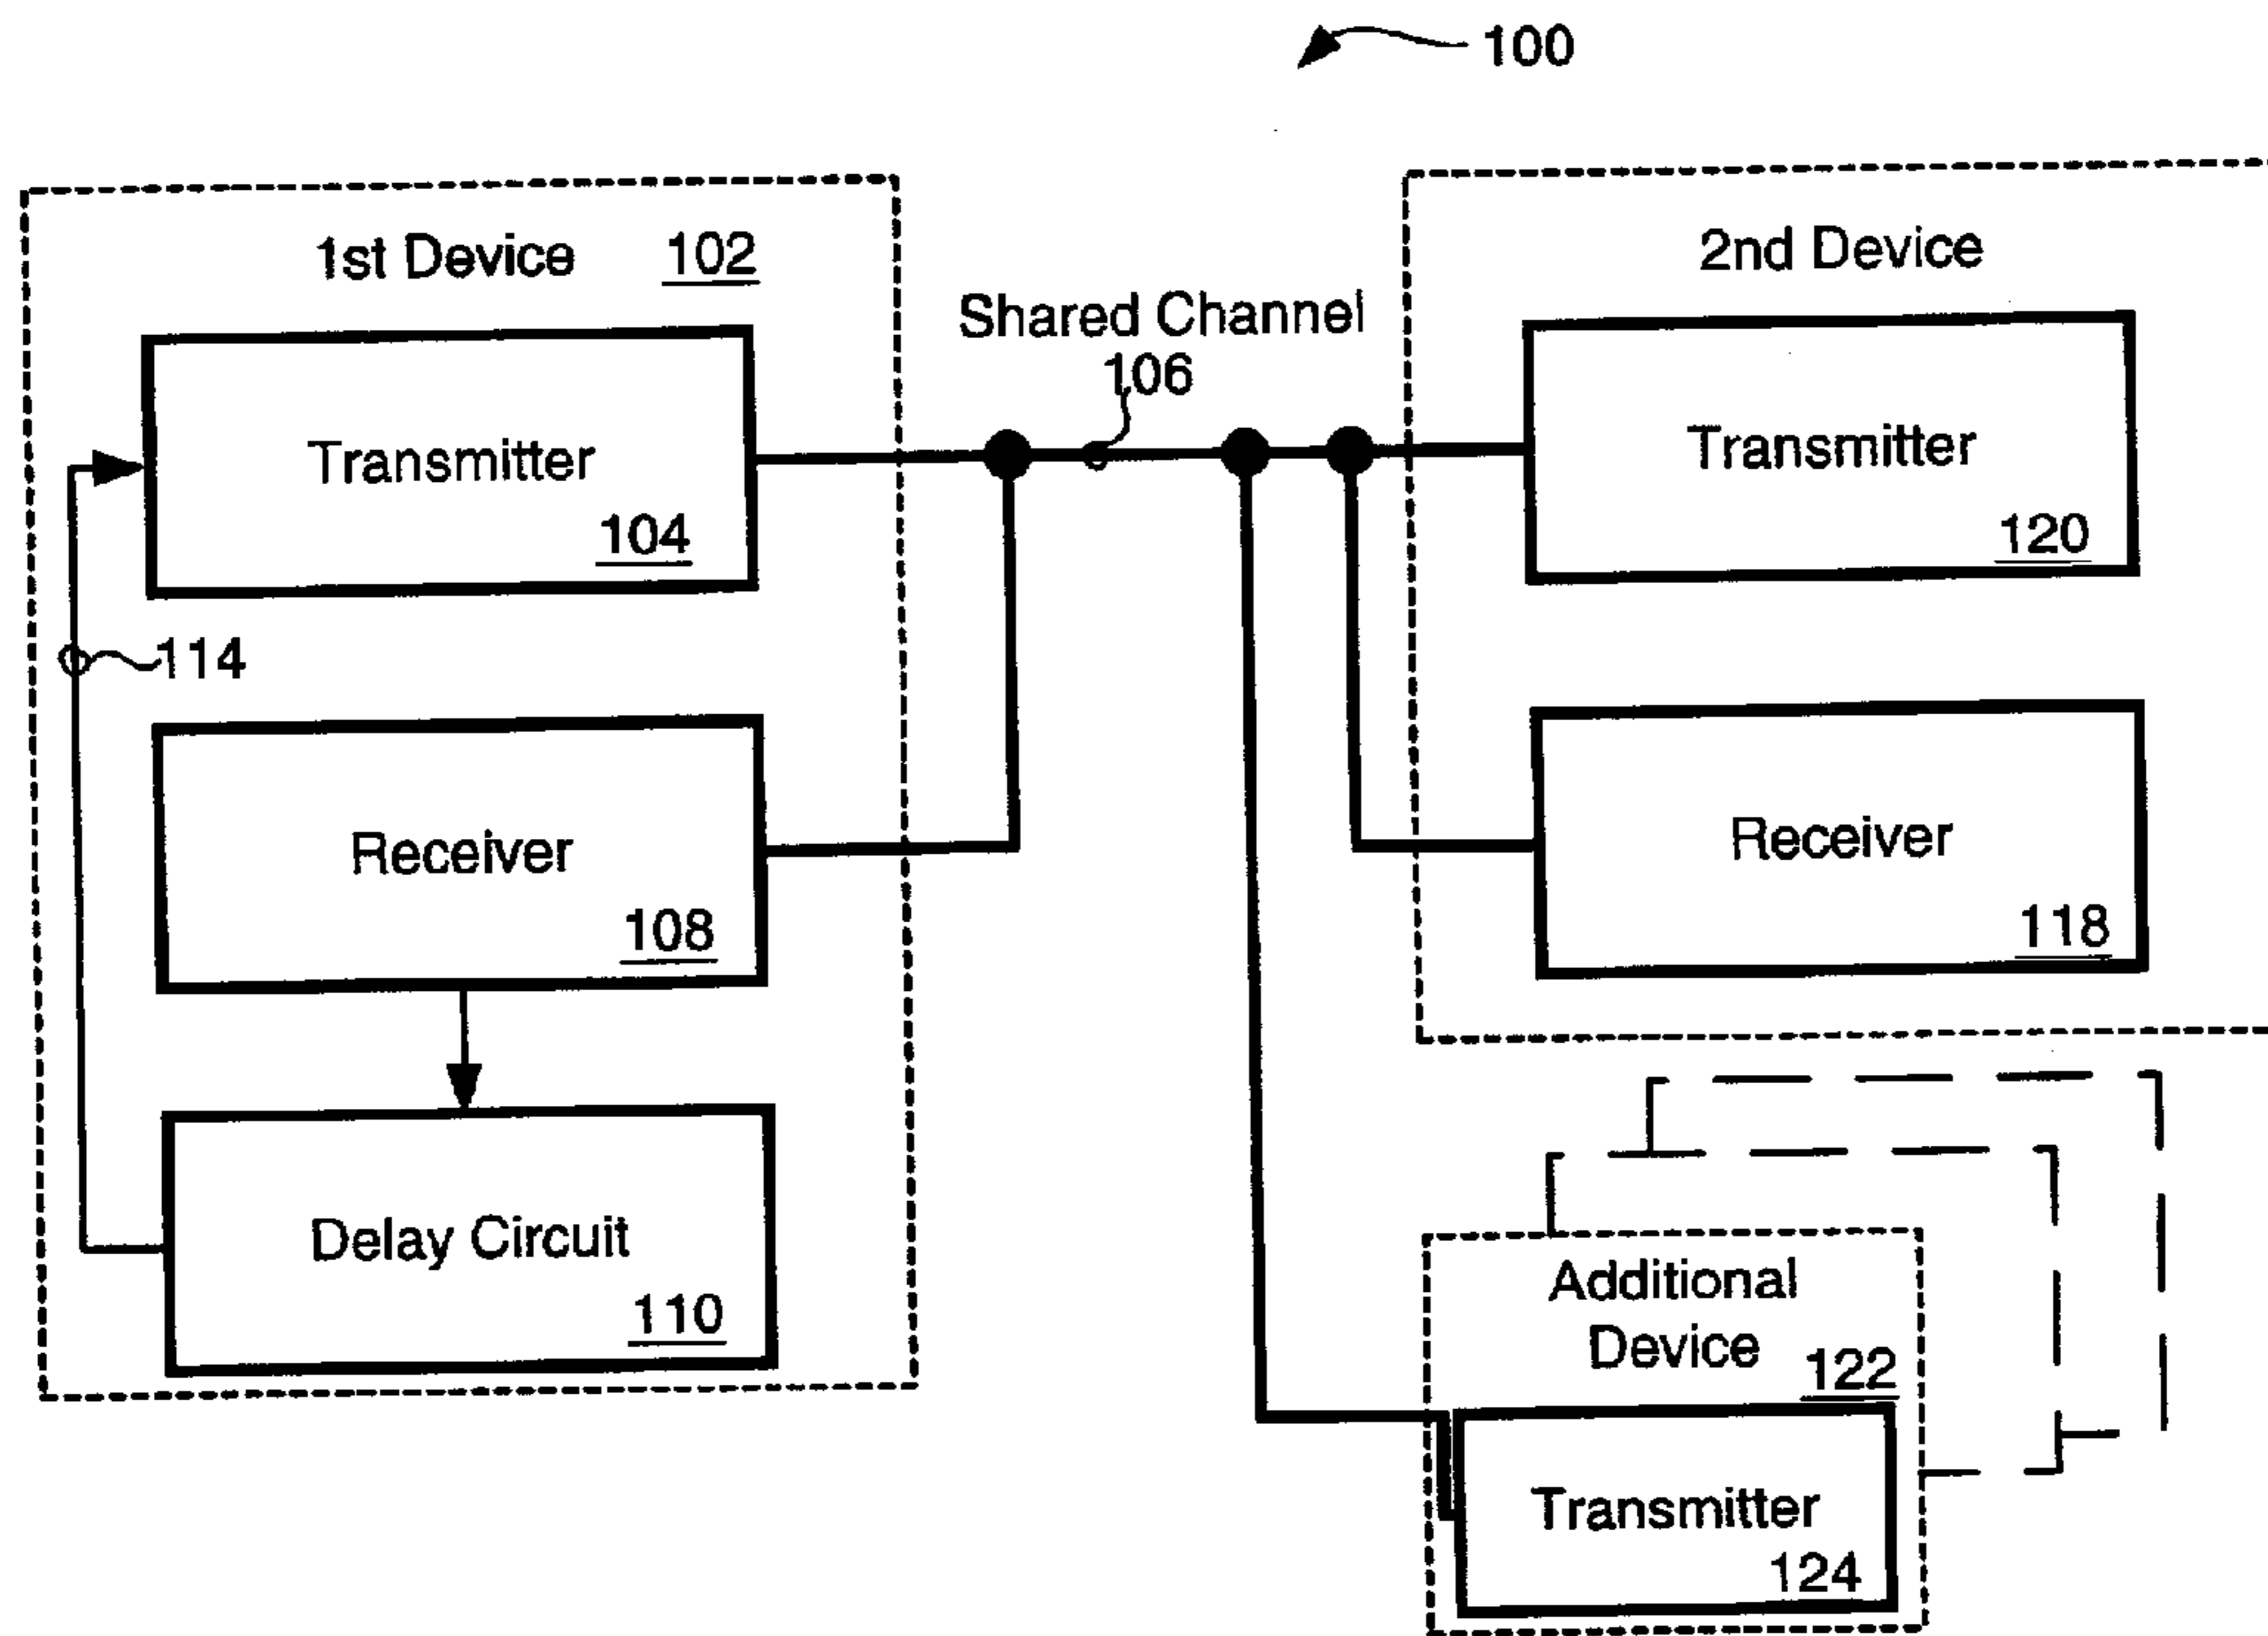 100
1st Device 102
Transmitter
104
114
Receiver
108
Delay Circuit
110
Shared Channel
106
2nd Device
Transmitter
120
Receiver
118
Additional
Device
122
Transmitter
124